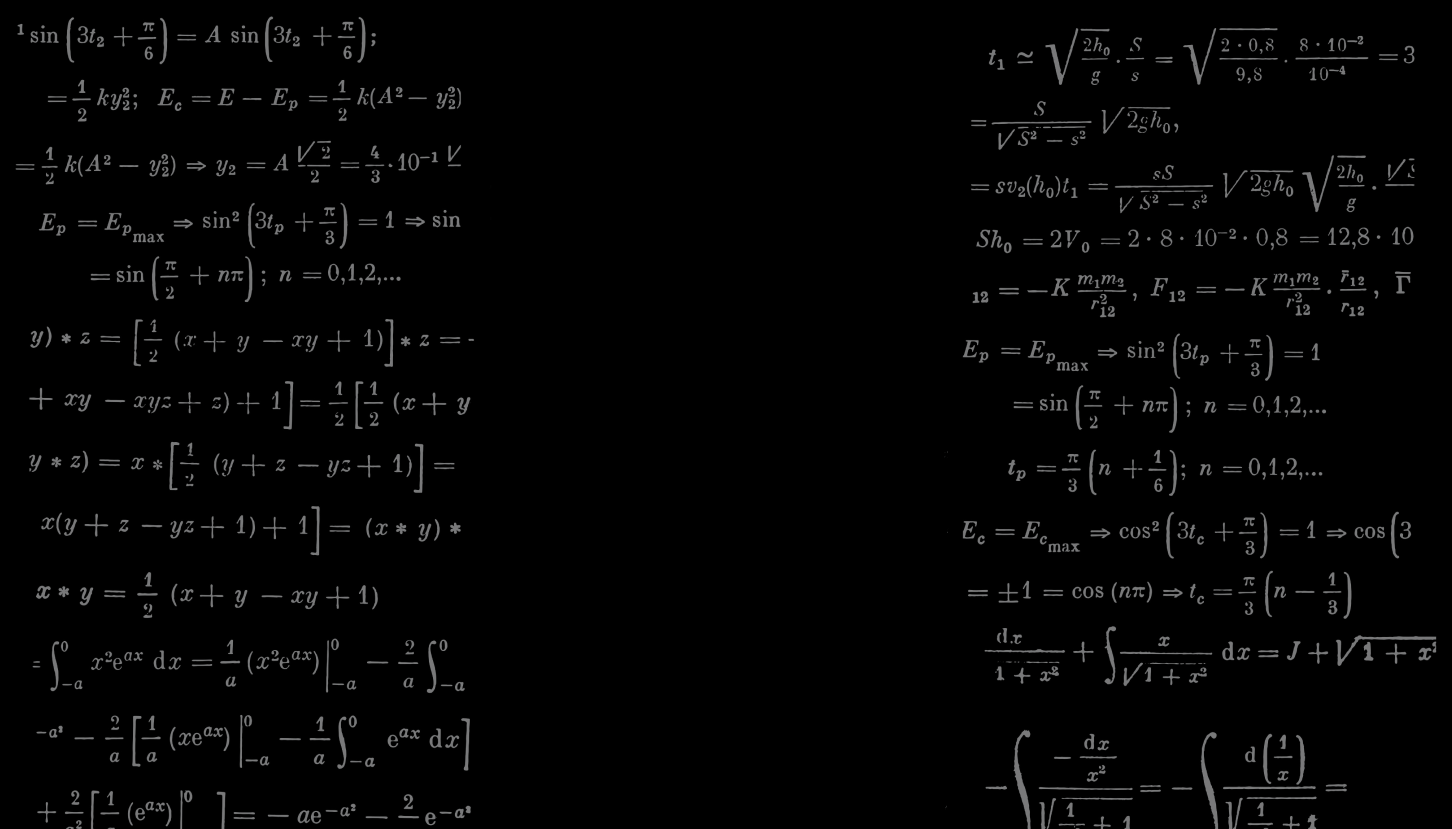 ¹ sin(3t₂ + π/6) = A sin(3t₂ + π/6);
= 1/2 ky₂²; E_c = E − E_p = 1/2 k(A² − y₂²)
= 1/2 k(A² − y₂²) ⇒ y₂ = A √2/2 = 4/3 · 10⁻¹ √
E_p = E_p_max ⇒ sin²(3t_p + π/3) = 1 ⇒ sin
= sin(π/2 + nπ); n = 0,1,2,...
y) * z = [1/2 (x + y − xy + 1)] * z = -
+ xy − xyz + z) + 1] = 1/2 [1/2 (x + y
y * z) = x * [1/2 (y + z − yz + 1)] =
x(y + z − yz + 1) + 1] = (x * y) *
x * y = 1/2 (x + y − xy + 1)
= ∫₋ₐ⁰ x²e^{ax} dx = 1/a (x²e^{ax}) |₋ₐ⁰ − 2/a ∫₋ₐ⁰
−a² − 2/a [1/a (xe^{ax}) |₋ₐ⁰ − 1/a ∫₋ₐ⁰ e^{ax} dx]
+ 2/a² [1/ (e^{ax}) |⁰ ] = − ae^{−a²} − 2/ e^{−a²}
t₁ ≃ √(2h₀/g) · S/s = √(2 · 0,8/9,8) · 8 · 10⁻²/10⁻⁴ = 3
= S/√(S² − s²) √(2gh₀),
= sv₂(h₀)t₁ = sS/√(S² − s²) √(2gh₀) √(2h₀/g) · √S
Sh₀ = 2V₀ = 2 · 8 · 10⁻² · 0,8 = 12,8 · 10
₁₂ = −K m₁m₂/r₁₂², F₁₂ = −K m₁m₂/r₁₂² · r̄₁₂/r₁₂, Γ̄
E_p = E_p_max ⇒ sin²(3t_p + π/3) = 1
= sin(π/2 + nπ); n = 0,1,2,...
t_p = π/3 (n + 1/6); n = 0,1,2,...
E_c = E_c_max ⇒ cos²(3t_c + π/3) = 1 ⇒ cos(3
= ±1 = cos (nπ) ⇒ t_c = π/3 (n − 1/3)
dx/(1 + x²) + ∫ x/√(1 + x²) dx = J + √(1 + x²
− ∫ (− dx/x²)/√(1/ + 1) = − ∫ d(1/x)/√(1/ + 1) =